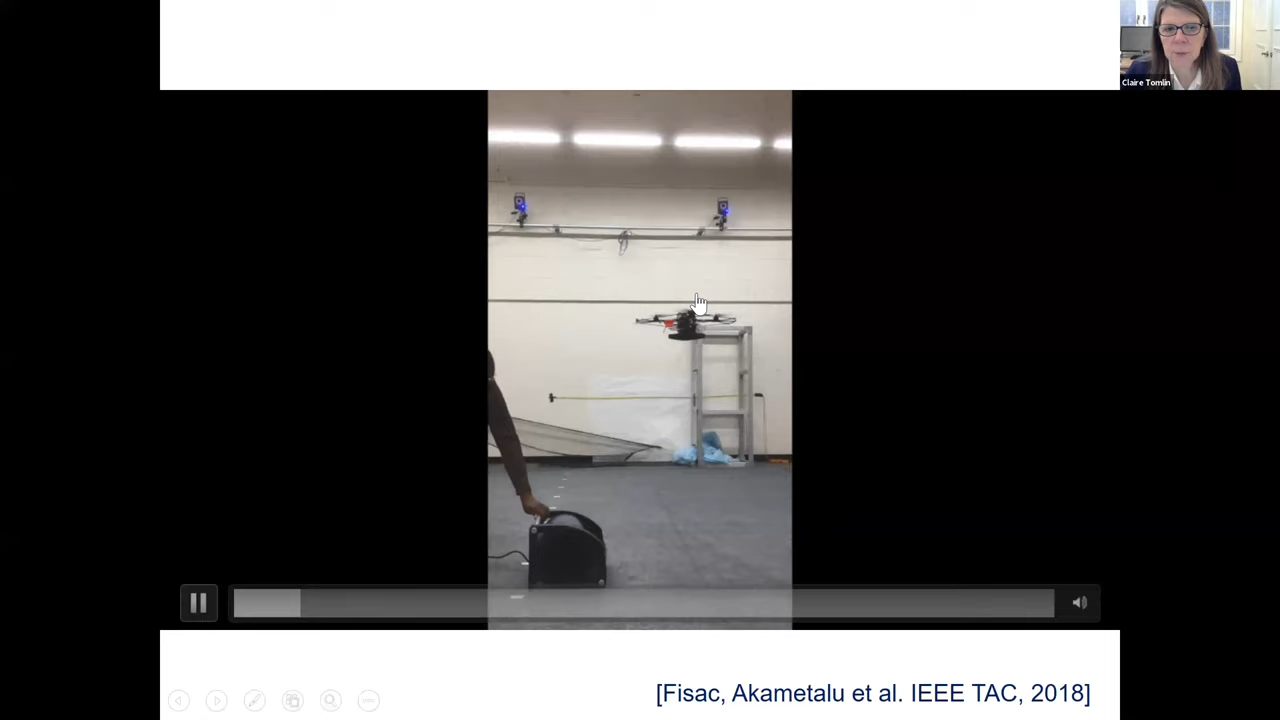 Claire Tomlin
[Fisac, Akametalu et al. IEEE TAC, 2018]